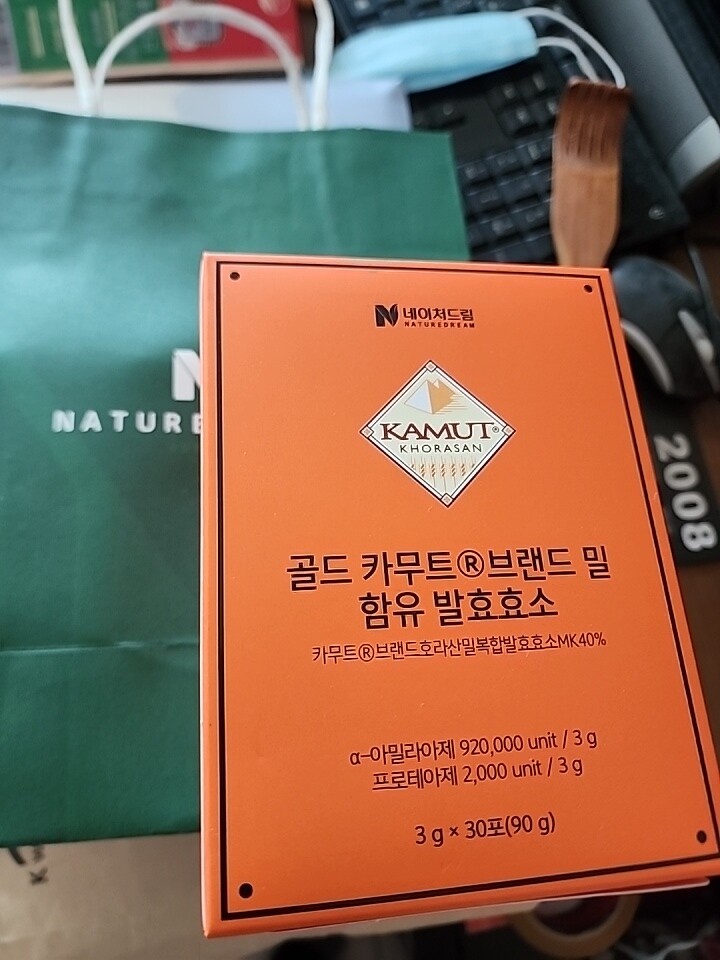 네이처드림
NATUREDREAM
KAMUT®
KHORASAN
골드 카무트®브랜드 밀
함유 발효효소
카무트®브랜드호라산밀복합발효효소MK40%
α-아밀라아제 920,000 unit / 3 g
프로테아제 2,000 unit / 3 g
3 g × 30포(90 g)
N
NATURE
2008